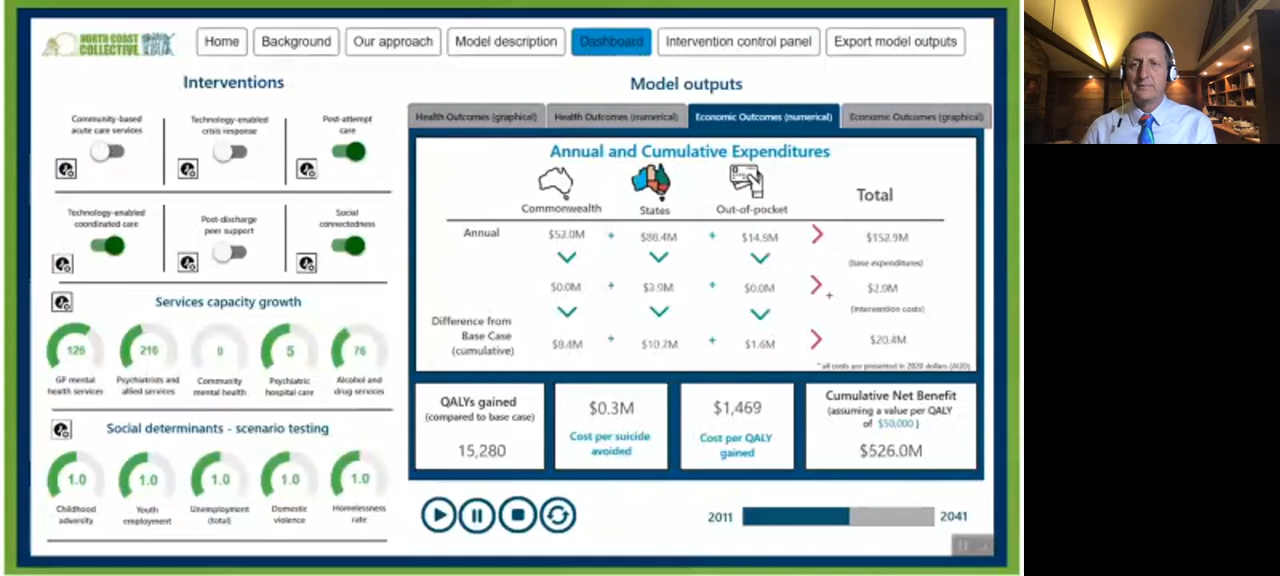 NORTH COAST
COLLECTIVE
Home
Background
Our approach
Model description
Dashboard
Intervention control panel
Export model outputs
Interventions
Model outputs
Community-based
acute care services
Technology-enabled
crisis response
Post-attempt
care
Technology-enabled
coordinated care
Post-discharge
peer support
Social
connectedness
Services capacity growth
126
216
0
5
76
GP mental
health services
Psychiatrists and
allied services
Community
mental health
Psychiatric
hospital care
Alcohol and
drug services
Social determinants - scenario testing
1.0
1.0
1.0
1.0
1.0
Childhood
adversity
Youth
employment
Unemployment
(total)
Domestic
violence
Homelessness
rate
Health Outcomes (graphical)
Health Outcomes (numerical)
Economic Outcomes (numerical)
Economic Outcomes (graphical)
Annual and Cumulative Expenditures
Commonwealth
States
Out-of-pocket
Total
Annual
$52.0M + $86.4M + $14.5M $152.9M
(base expenditures)
$0.0M + + $0.0M +
(intervention costs)
Difference from
Base Case
(cumulative)
+ $10.7M + $1.6M $20.4M
* all costs are presented in 2020 dollars (AUD)
QALYs gained
(compared to base case)
15,280
$0.3M
Cost per suicide
avoided
$1,469
Cost per QALY
gained
Cumulative Net Benefit
(assuming a value per QALY
of $50,000 )
$526.0M
2011
2041